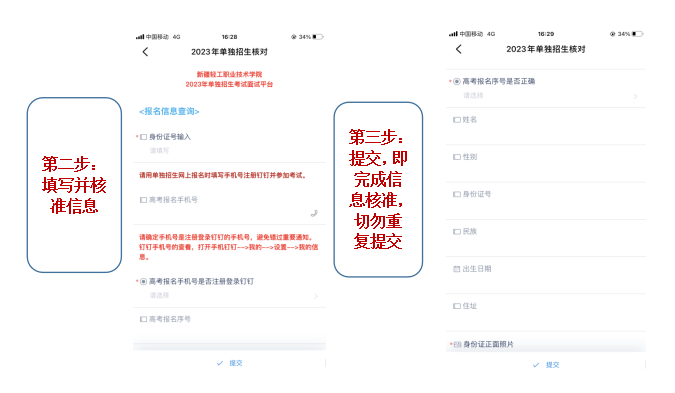 第二步：
填写并核
准信息
中国移动 4G 16:28 34%
2023年单独招生核对
新疆轻工职业技术学院
2023年单独招生考试面试平台
<报名信息查询>
* 身份证号输入
请填写
请用单独招生网上报名时填写手机号注册钉钉并参加考试。
高考报名手机号
请确定手机号是注册登录钉钉的手机号，避免错过重要通知。
钉钉手机号的查看，打开手机钉钉-->我的-->设置-->我的信
息。
* 高考报名手机号是否注册登录钉钉
请选择
高考报名序号
提交
第三步：
提交，即
完成信
息核准，
切勿重
复提交
中国移动 4G 16:29 34%
2023年单独招生核对
* 高考报名序号是否正确
请选择
姓名
性别
身份证号
民族
出生日期
住址
* 身份证正面照片
提交